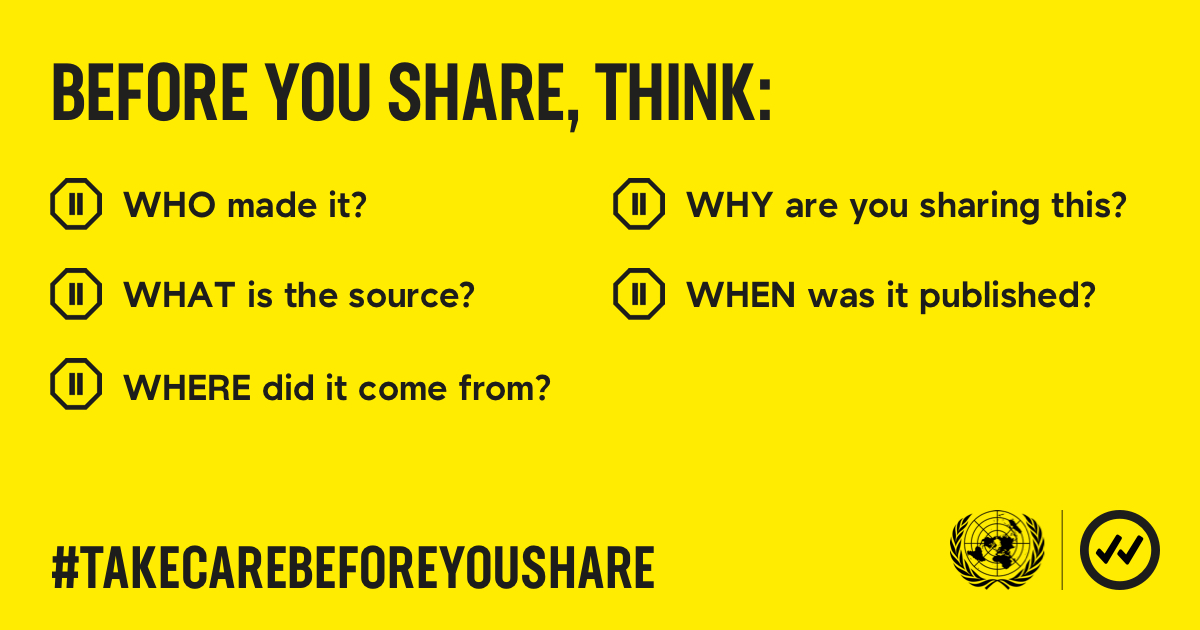 BEFORE YOU SHARE, THINK:
WHO made it?
WHAT is the source?
WHERE did it come from?
WHY are you sharing this?
WHEN was it published?
#TAKECAREBEFOREYOUSHARE